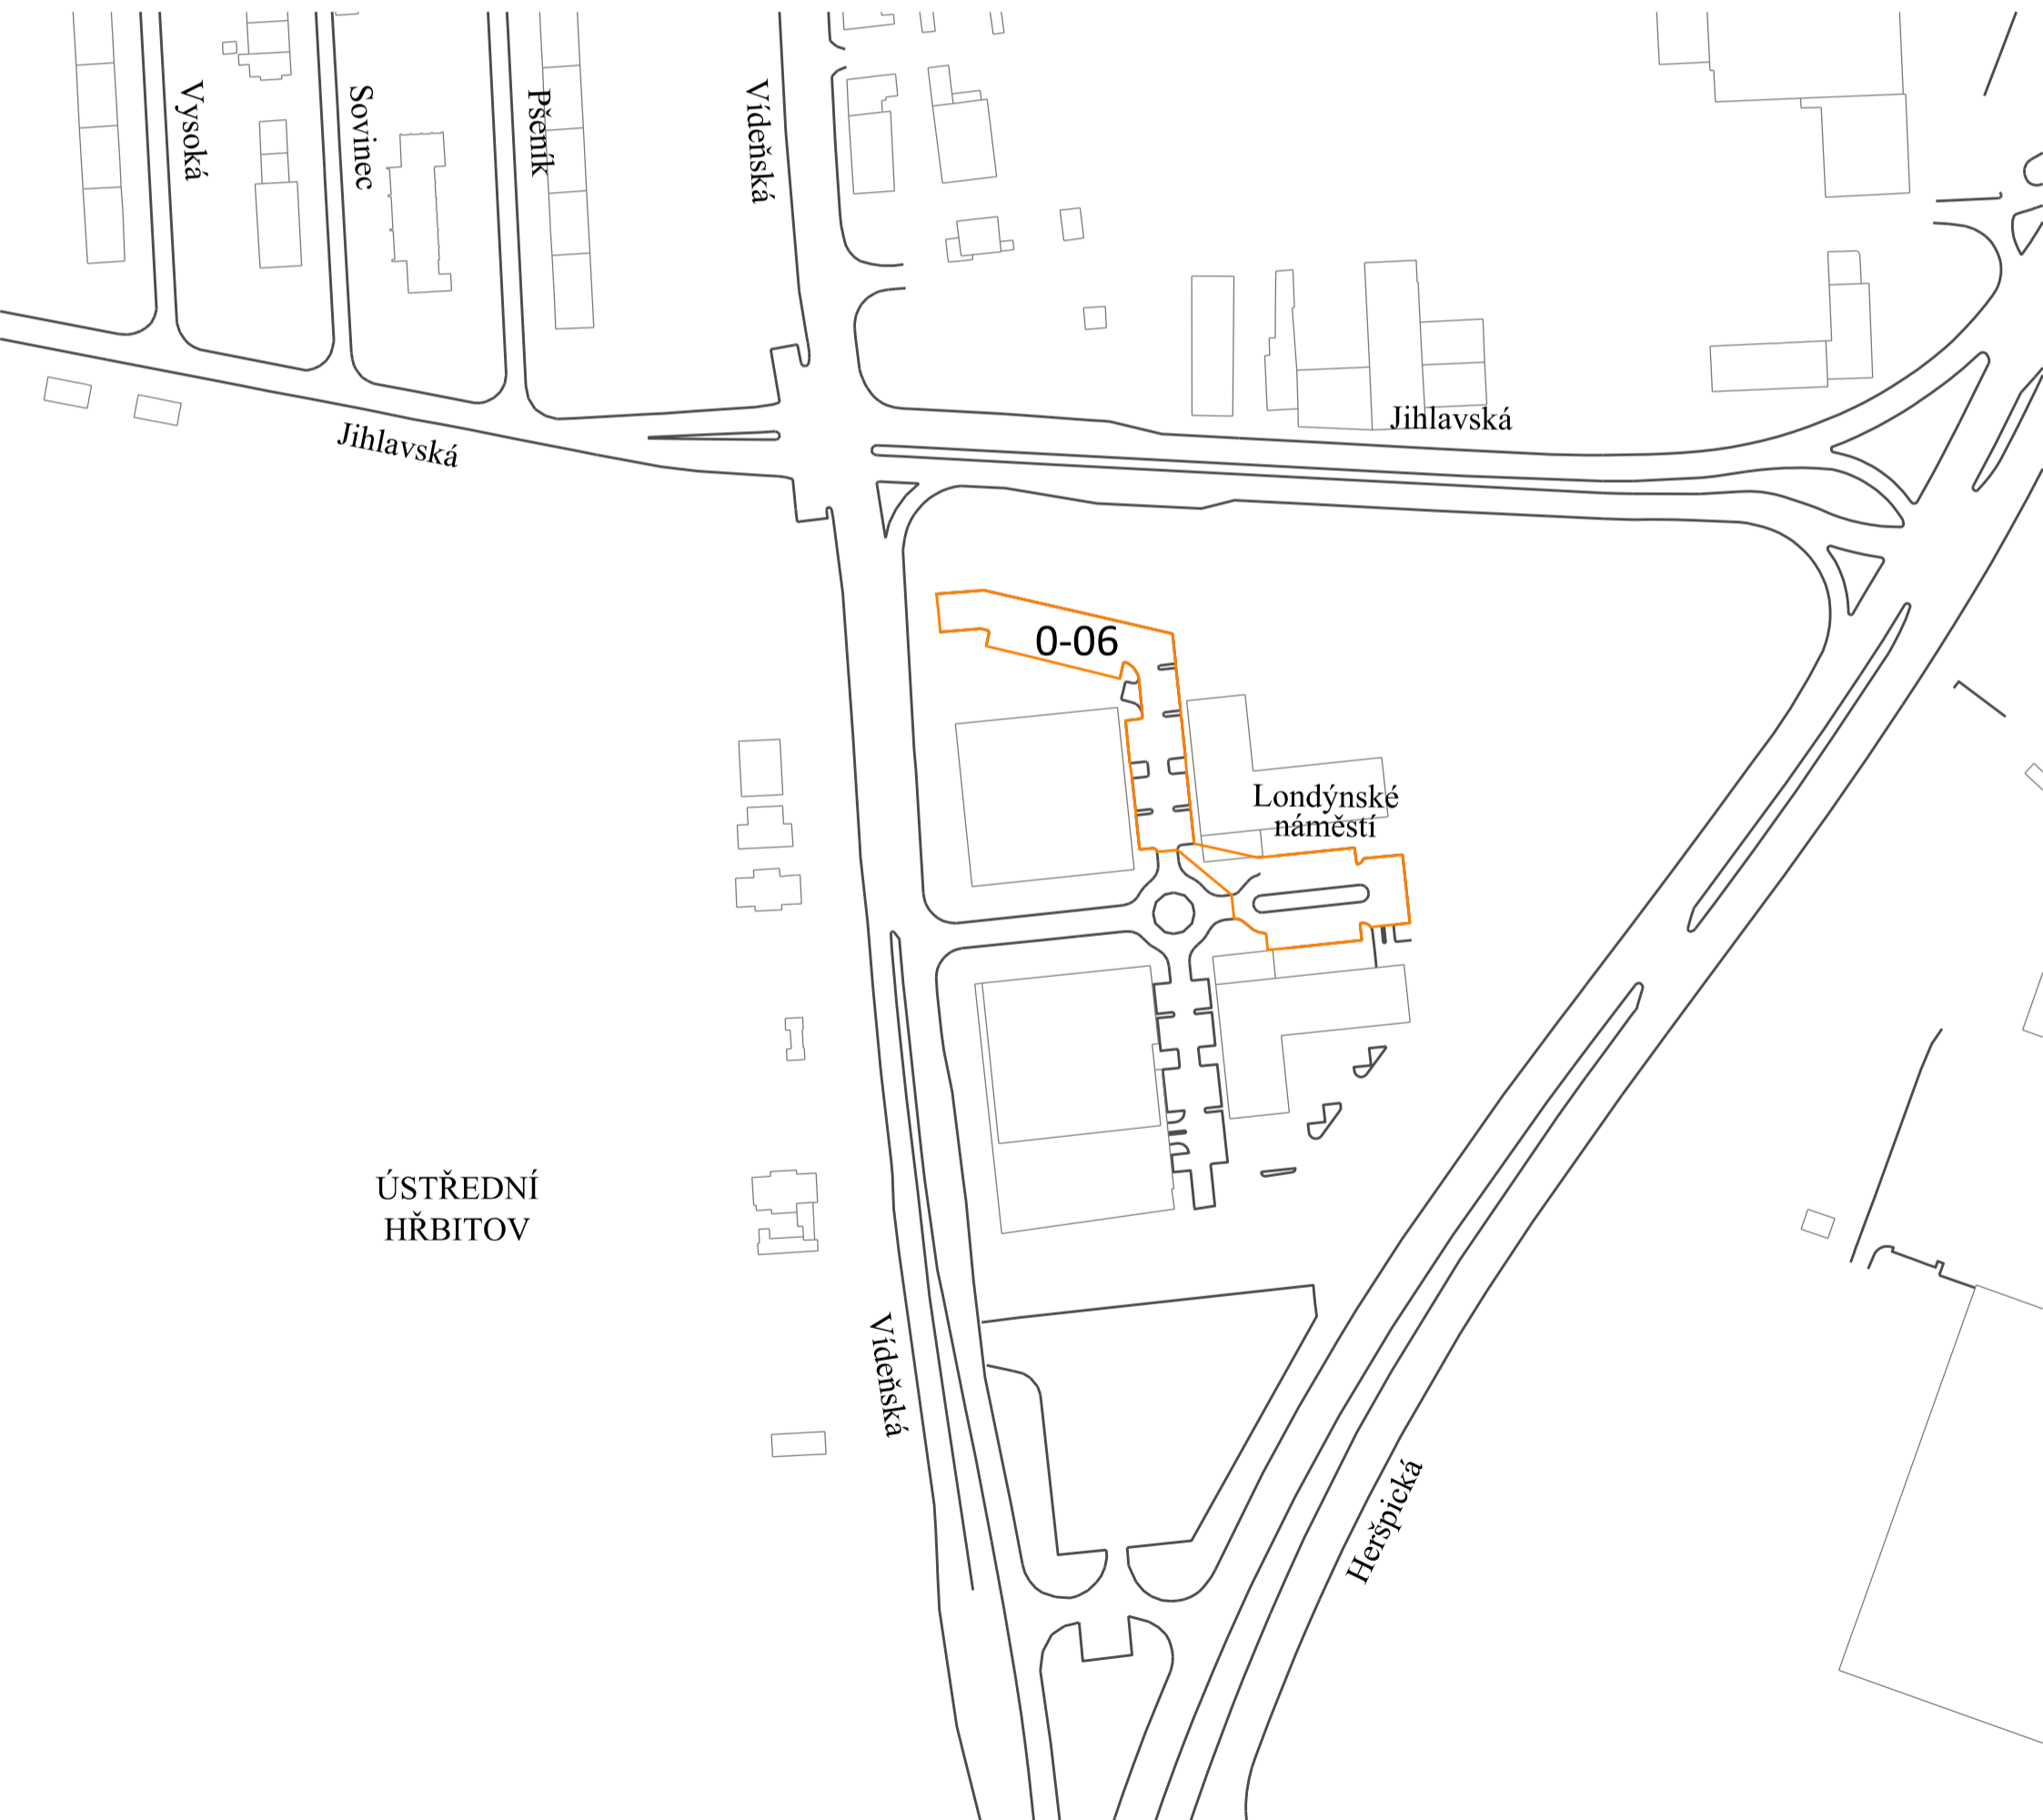 Vysoká
Sovinec
Pšeník
Vídeňská
Jihlavská
Jihlavská
0-06
Londýnské
náměstí
ÚSTŘEDNÍ
HŘBITOV
Vídeňská
Heršpická